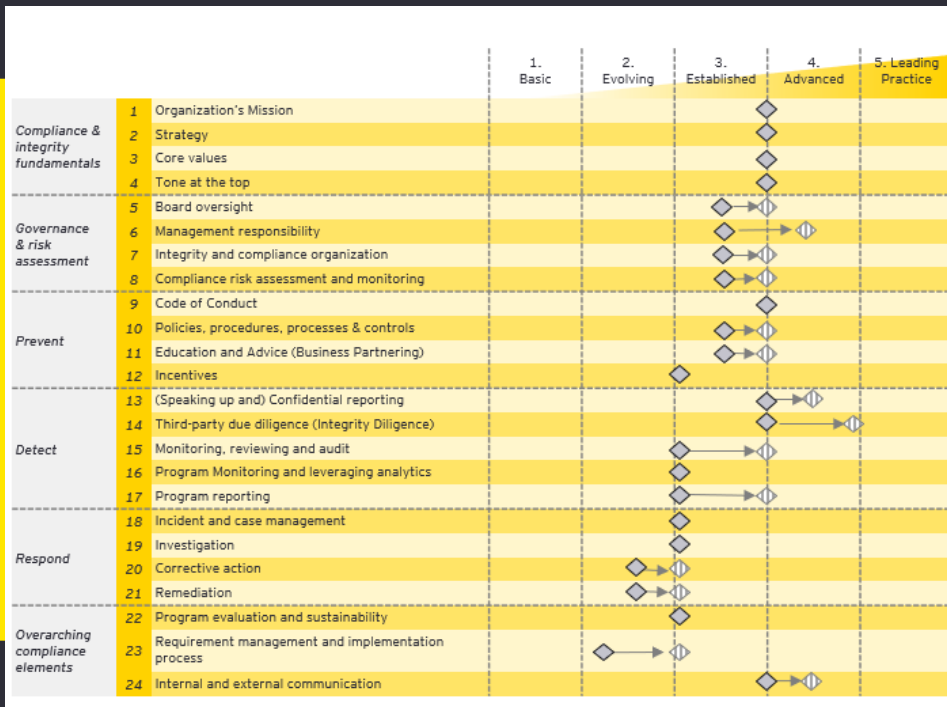 1.
Basic
2.
Evolving
3.
Established
4.
Advanced
5. Leading
Practice
Compliance &
integrity
fundamentals
1 Organization's Mission
2 Strategy
3 Core values
4 Tone at the top
Governance
& risk
assessment
5 Board oversight
6 Management responsibility
7 Integrity and compliance organization
8 Compliance risk assessment and monitoring
Prevent
9 Code of Conduct
10 Policies, procedures, processes & controls
11 Education and Advice (Business Partnering)
12 Incentives
Detect
13 (Speaking up and) Confidential reporting
14 Third-party due diligence (Integrity Diligence)
15 Monitoring, reviewing and audit
16 Program Monitoring and leveraging analytics
17 Program reporting
Respond
18 Incident and case management
19 Investigation
20 Corrective action
21 Remediation
Overarching
compliance
elements
22 Program evaluation and sustainability
23 Requirement management and implementation
process
24 Internal and external communication